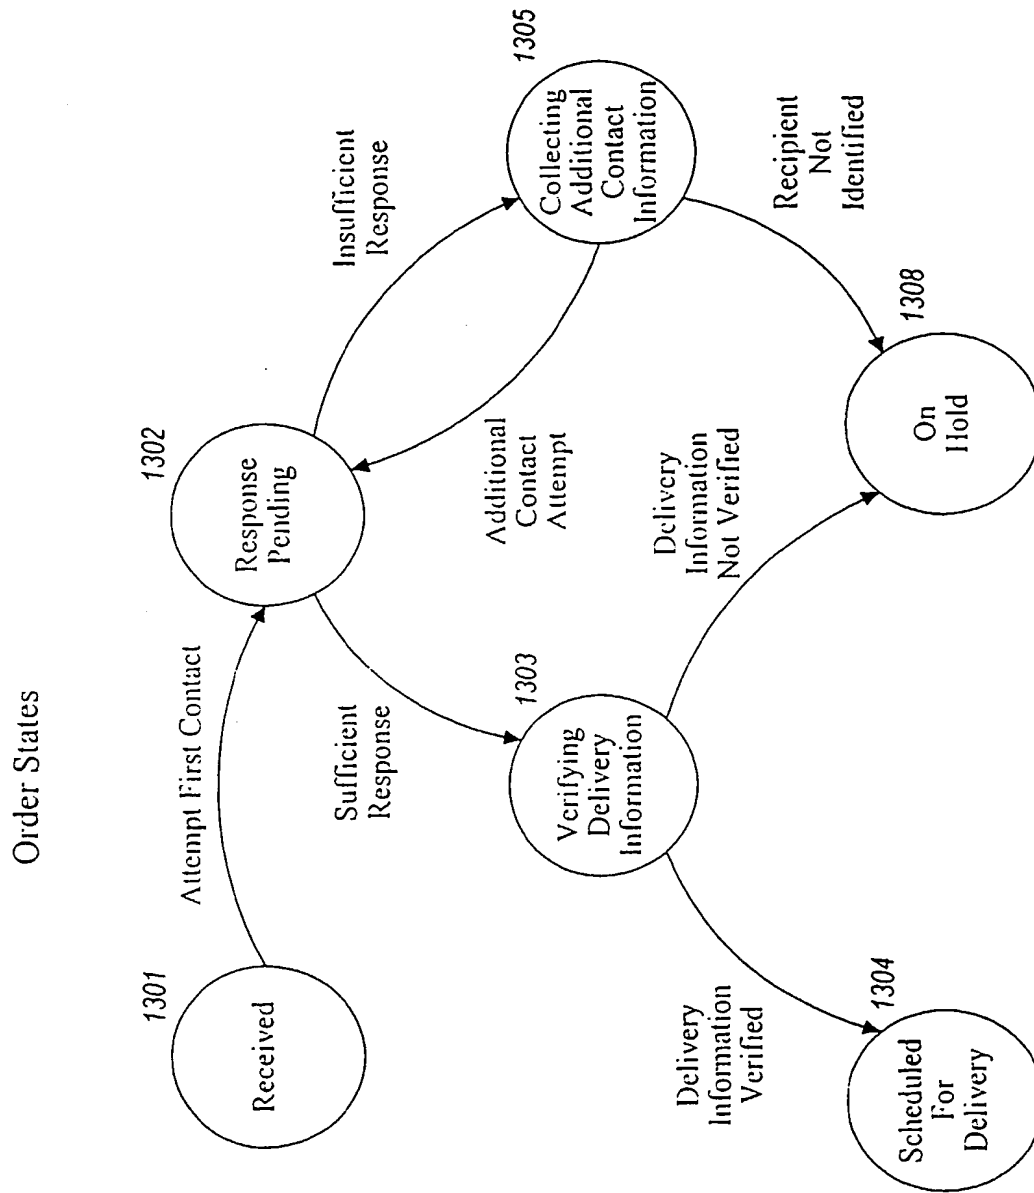 Order States
1301
Received
Attempt First Contact
1302
Response
Pending
Insufficient
Response
1305
Collecting
Additional
Contact
Information
Sufficient
Response
Additional
Contact
Attempt
1303
Verifying
Delivery
Information
Delivery
Information
Not Verified
Recipient
Not
Identified
Delivery
Information
Verified
1304
Scheduled
For
Delivery
1308
On
Hold